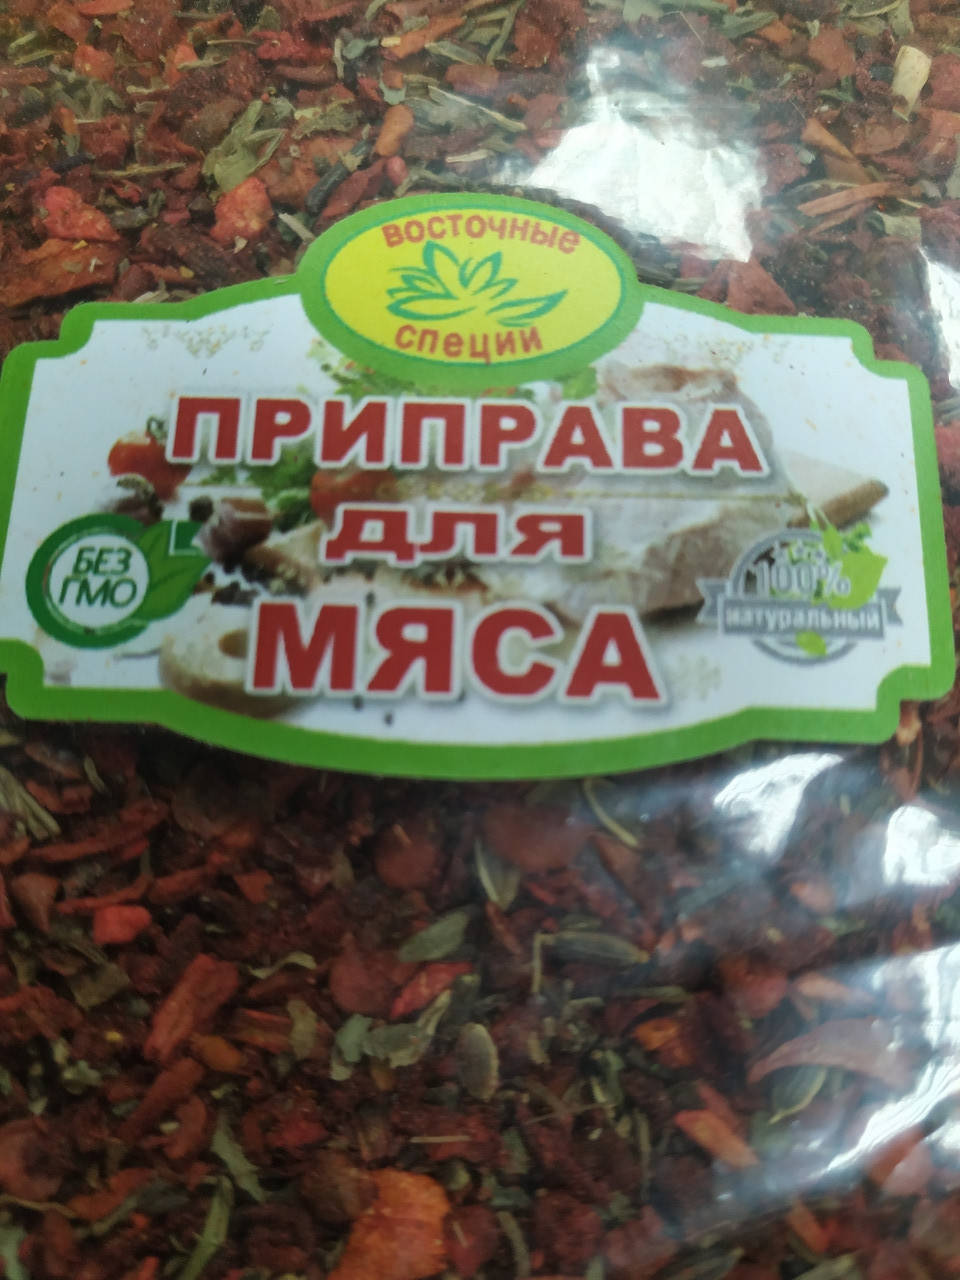 ВОСТОЧНЫЕ
СПЕЦИИ
ПРИПРАВА
ДЛЯ
МЯСА
БЕЗ
ГМО
100%
натуральный